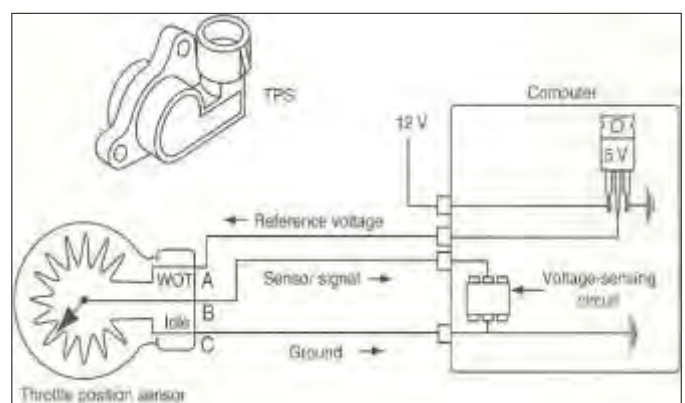 TPS
Computer
12 V
5 V
← Reference voltage
WOT
A
Sensor signal →
Voltage-sensing
circuit
B
Idle
C
Ground →
Throttle position sensor